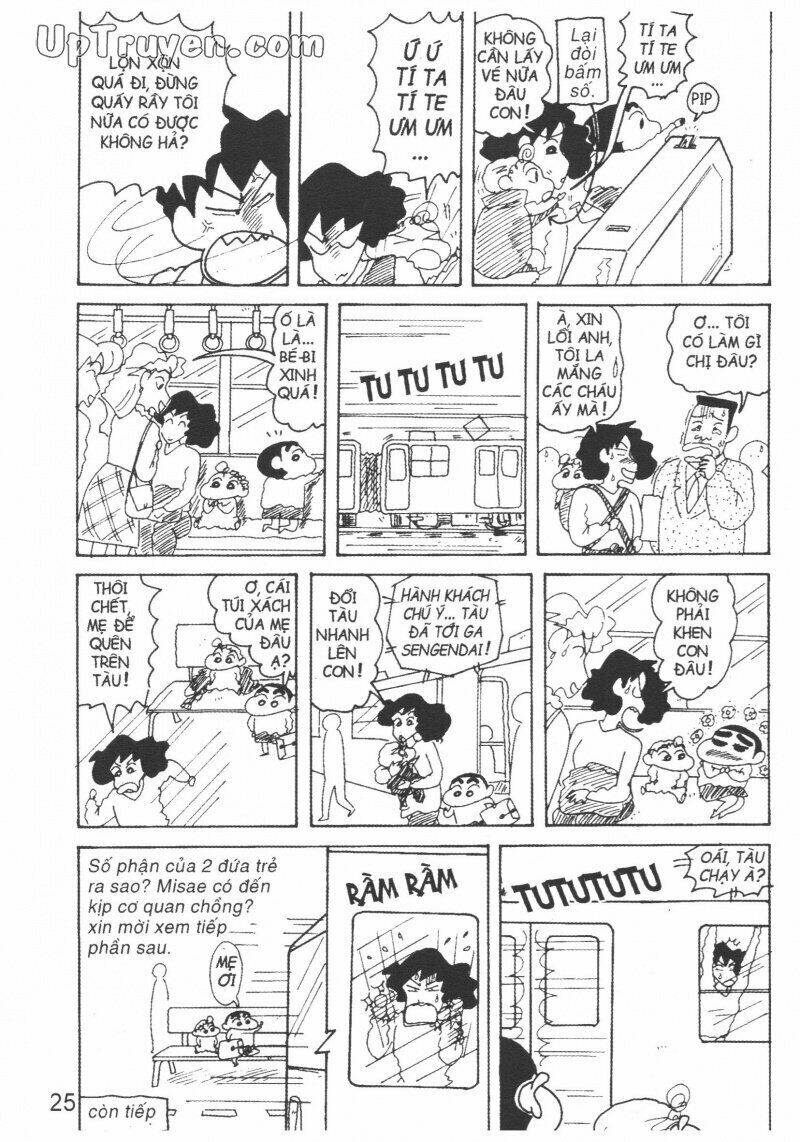 UpTruyen.com
TÍ TA
TÍ TE
ƯM ƯM
...
PIP
Lại
đòi
bấm
số.
KHÔNG
CẦN LẤY
VÉ NỮA
ĐÂU
CON!
Ứ Ứ
TÍ TA
TÍ TE
ƯM ƯM
...
LỘN XỘN
QUÁ ĐI, ĐỪNG
QUẤY RẦY TÔI
NỮA CÓ ĐƯỢC
KHÔNG HẢ?
Ơ... TÔI
CÓ LÀM GÌ
CHỊ ĐÂU?
À, XIN
LỖI ANH,
TÔI LA
MẮNG
CÁC CHÁU
ẤY MÀ!
TU TU TU TU
Ố LÀ
LÀ...
BÉ-BI
XINH
QUÁ!
KHÔNG
PHẢI
KHEN
CON
ĐÂU!
HÀNH KHÁCH
CHÚ Ý... TÀU
ĐÃ TỚI GA
SENGENDAI!
ĐỔI
TÀU
NHANH
LÊN
CON!
Ơ, CÁI
TÚI XÁCH
CỦA MẸ
ĐÂU
Ạ?
THÔI
CHẾT,
MẸ ĐỂ
QUÊN
TRÊN
TÀU!
OÁI, TÀU
CHẠY À?
TUTUTUTU
RẦM RẦM
Số phận của 2 đứa trẻ
ra sao? Misae có đến
kịp cơ quan chồng?
xin mời xem tiếp
phần sau.
MẸ
ƠI
còn tiếp
25